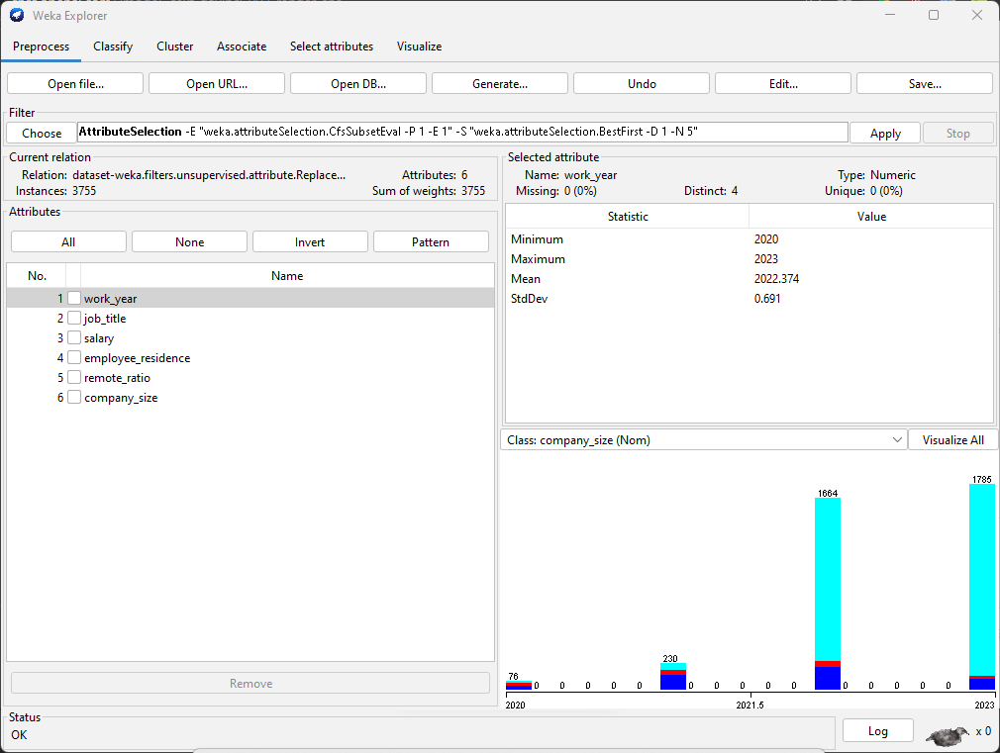 Weka Explorer
Preprocess Classify Cluster Associate Select attributes Visualize
Open file... Open URL... Open DB... Generate... Undo Edit... Save...
Filter
Choose AttributeSelection -E "weka.attributeSelection.CfsSubsetEval -P 1 -E 1" -S "weka.attributeSelection.BestFirst -D 1 -N 5" Apply Stop
Current relation
Relation: dataset-weka.filters.unsupervised.attribute.Replace... Attributes: 6
Instances: 3755 Sum of weights: 3755
Attributes
All None Invert Pattern
No. Name
1 work_year
2 job_title
3 salary
4 employee_residence
5 remote_ratio
6 company_size
Remove
Selected attribute
Name: work_year Type: Numeric
Missing: 0 (0%) Distinct: 4 Unique: 0 (0%)
Statistic Value
Minimum 2020
Maximum 2023
Mean 2022.374
StdDev 0.691
Class: company_size (Nom) Visualize All
1785
1664
230
76
0 0 0 0 0 0 0 0 0 0 0 0 0 0 0
2020 2021.5 2023
Status
OK
Log x 0